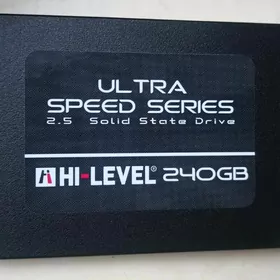 ULTRA
SPEED SERIES
2.5 Solid State Drive
HI-LEVEL® 240GB